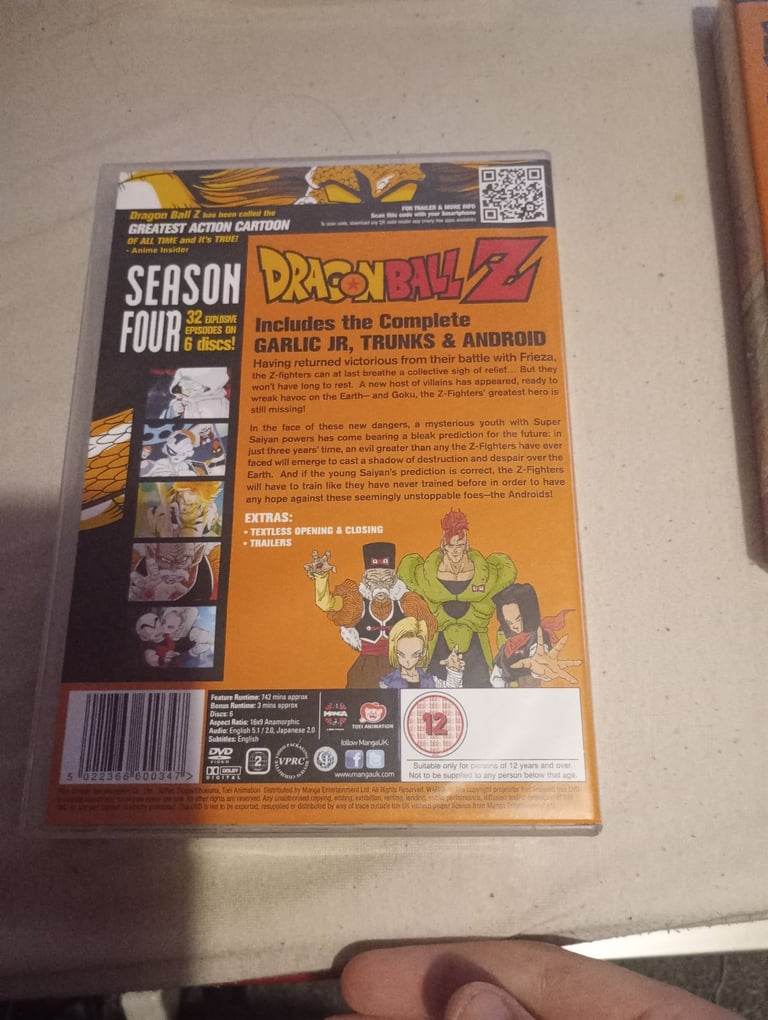 Dragon Ball Z has been called the
GREATEST ACTION CARTOON
OF ALL TIME and it's TRUE!
- Anime Insider
FOR TRAILER & MORE INFO
Scan this code with your Smartphone
SEASON
FOUR
32 EXPLOSIVE
EPISODES ON
6 discs!
DRAGON BALL Z
Includes the Complete
GARLIC JR, TRUNKS & ANDROID
Having returned victorious from their battle with Frieza,
the Z-fighters can at last breathe a collective sigh of relief... But they
won't have long to rest. A new host of villains has appeared, ready to
wreak havoc on the Earth— and Goku, the Z-Fighters' greatest hero is
still missing!
In the face of these new dangers, a mysterious youth with Super
Saiyan powers has come bearing a bleak prediction for the future: in
just three years' time, an evil greater than any the Z-Fighters have ever
faced will emerge to cast a shadow of destruction and despair over the
Earth. And if the young Saiyan's prediction is correct, the Z-Fighters
will have to train like they have never trained before in order to have
any hope against these seemingly unstoppable foes—the Androids!
EXTRAS:
• TEXTLESS OPENING & CLOSING
• TRAILERS
Feature Runtime: 742 mins approx
Bonus Runtime: 3 mins approx
Discs: 6
Aspect Ratio: 16x9 Anamorphic
Audio: English 5.1 / 2.0, Japanese 2.0
Subtitles: English
MANGA
TOEI ANIMATION
follow MangaUK:
www.mangauk.com
DVD
VIDEO
DOLBY
DIGITAL
2
VPRC
12
Suitable only for persons of 12 years and over.
Not to be supplied to any person below that age.
5 022366 600347 >